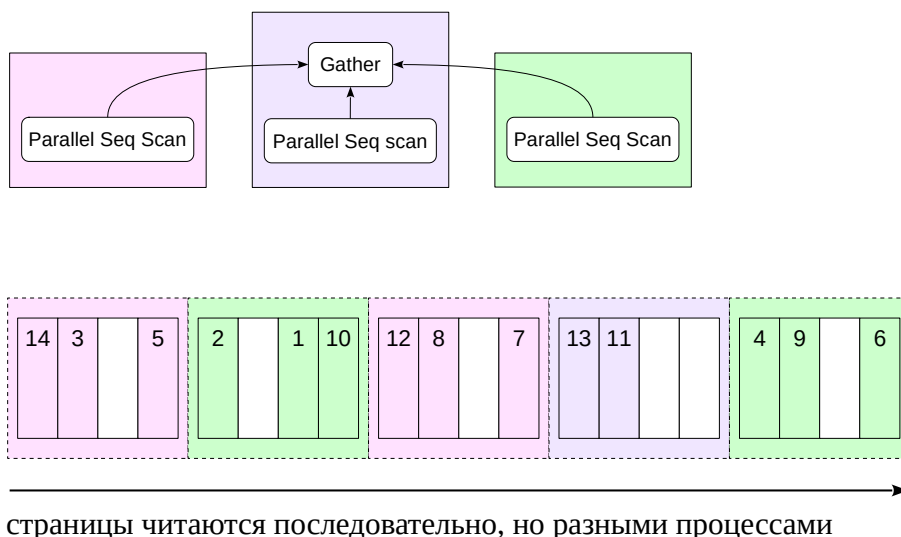 Gather
Parallel Seq Scan
Parallel Seq scan
Parallel Seq Scan
14 3 5 2 1 10 12 8 7 13 11 4 9 6
страницы читаются последовательно, но разными процессами